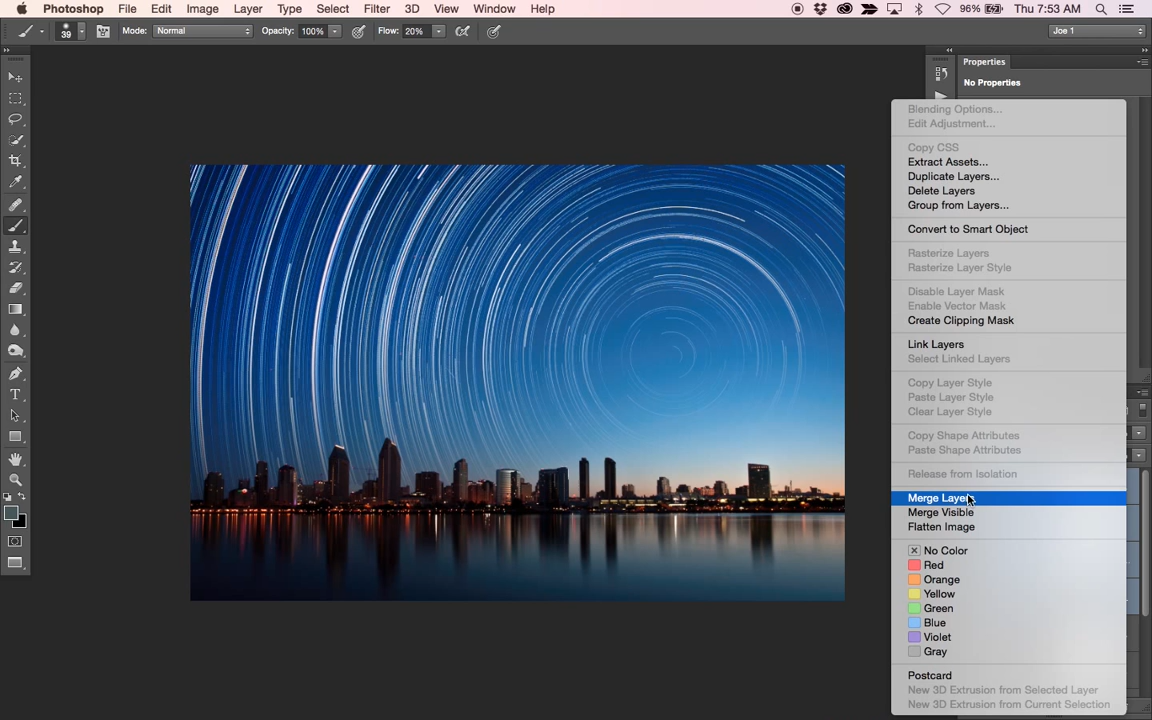 Photoshop File Edit Image Layer Type Select Filter 3D View Window Help 96% Thu 7:53 AM
39 Mode: Normal Opacity: 100% Flow: 20% Joe 1
Properties
No Properties
Blending Options...
Edit Adjustment...
Copy CSS
Extract Assets...
Duplicate Layers...
Delete Layers
Group from Layers...
Convert to Smart Object
Rasterize Layers
Rasterize Layer Style
Disable Layer Mask
Enable Vector Mask
Create Clipping Mask
Link Layers
Select Linked Layers
Copy Layer Style
Paste Layer Style
Clear Layer Style
Copy Shape Attributes
Paste Shape Attributes
Release from Isolation
Merge Layers
Merge Visible
Flatten Image
No Color
Red
Orange
Yellow
Green
Blue
Violet
Gray
Postcard
New 3D Extrusion from Selected Layer
New 3D Extrusion from Current Selection